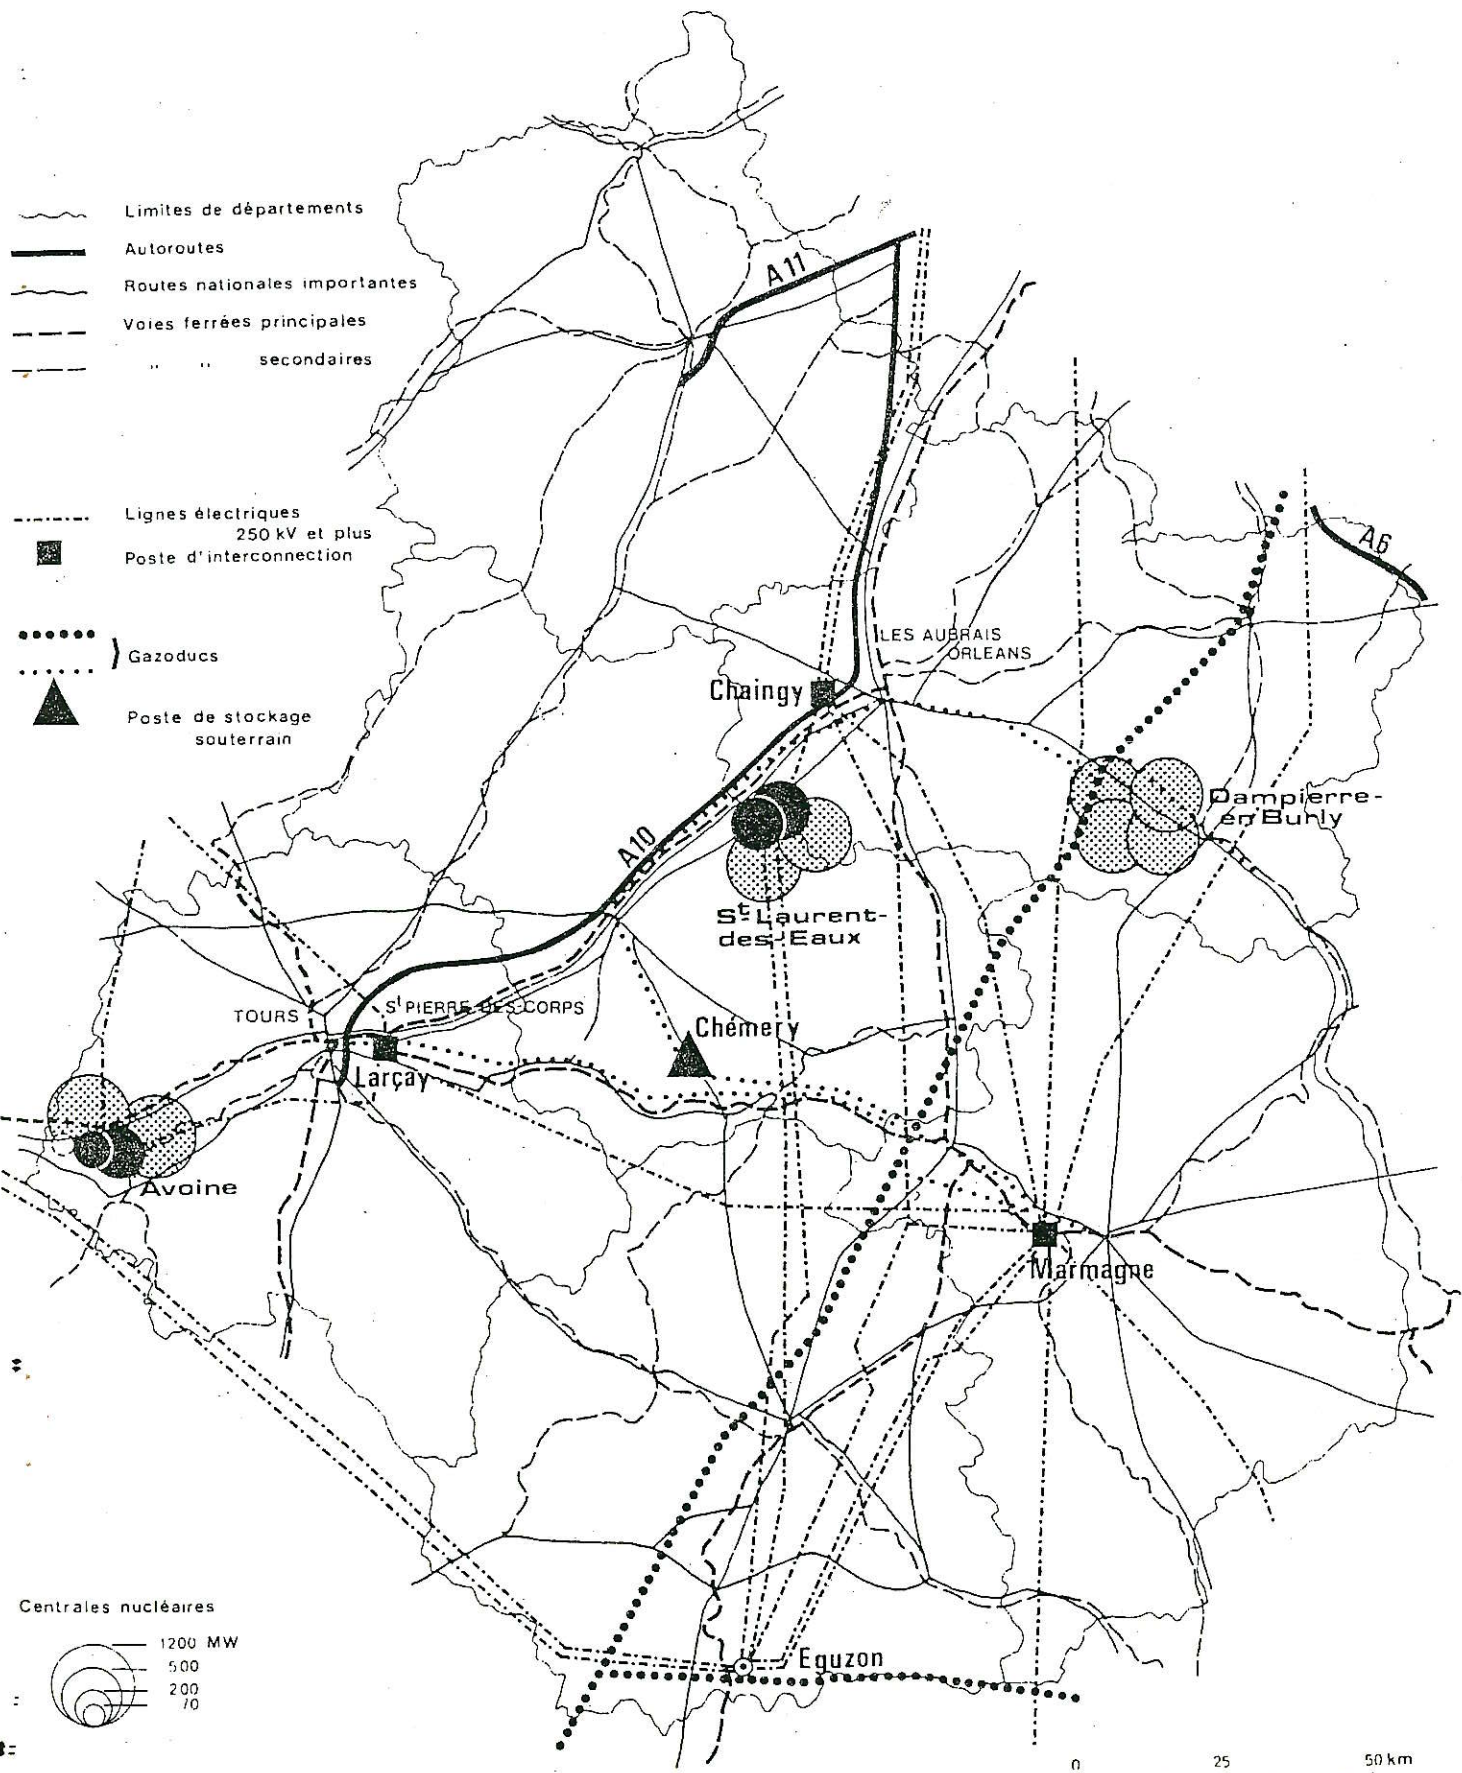 Limites de départements
Autoroutes
Routes nationales importantes
Voies ferrées principales
" " secondaires
Lignes électriques
250 kV et plus
Poste d'interconnection
Gazoducs
Poste de stockage
souterrain
A11
A6
LES AUBRAIS
ORLEANS
Chaingy
Dampierre-
en Burly
A10
St Laurent-
des-Eaux
TOURS
St PIERRE-DES-CORPS
Chémery
Larçay
Avoine
Marmagne
Eguzon
Centrales nucléaires
1200 MW
500
200
70
0 25 50 km